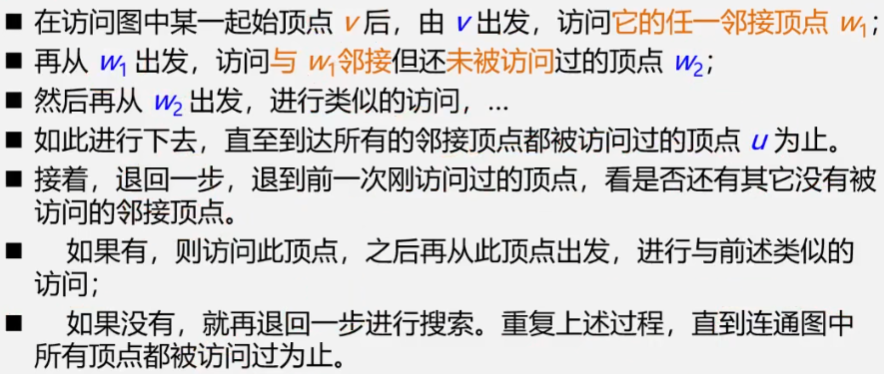 ■ 在访问图中某一起始顶点 v 后，由 v 出发，访问它的任一邻接顶点 w₁；
■ 再从 w₁ 出发，访问与 w₁邻接但还未被访问过的顶点 w₂；
■ 然后再从 w₂ 出发，进行类似的访问，…
■ 如此进行下去，直至到达所有的邻接顶点都被访问过的顶点 u 为止。
■ 接着，退回一步，退到前一次刚访问过的顶点，看是否还有其它没有被
访问的邻接顶点。
■ 如果有，则访问此顶点，之后再从此顶点出发，进行与前述类似的
访问；
■ 如果没有，就再退回一步进行搜索。重复上述过程，直到连通图中
所有顶点都被访问过为止。